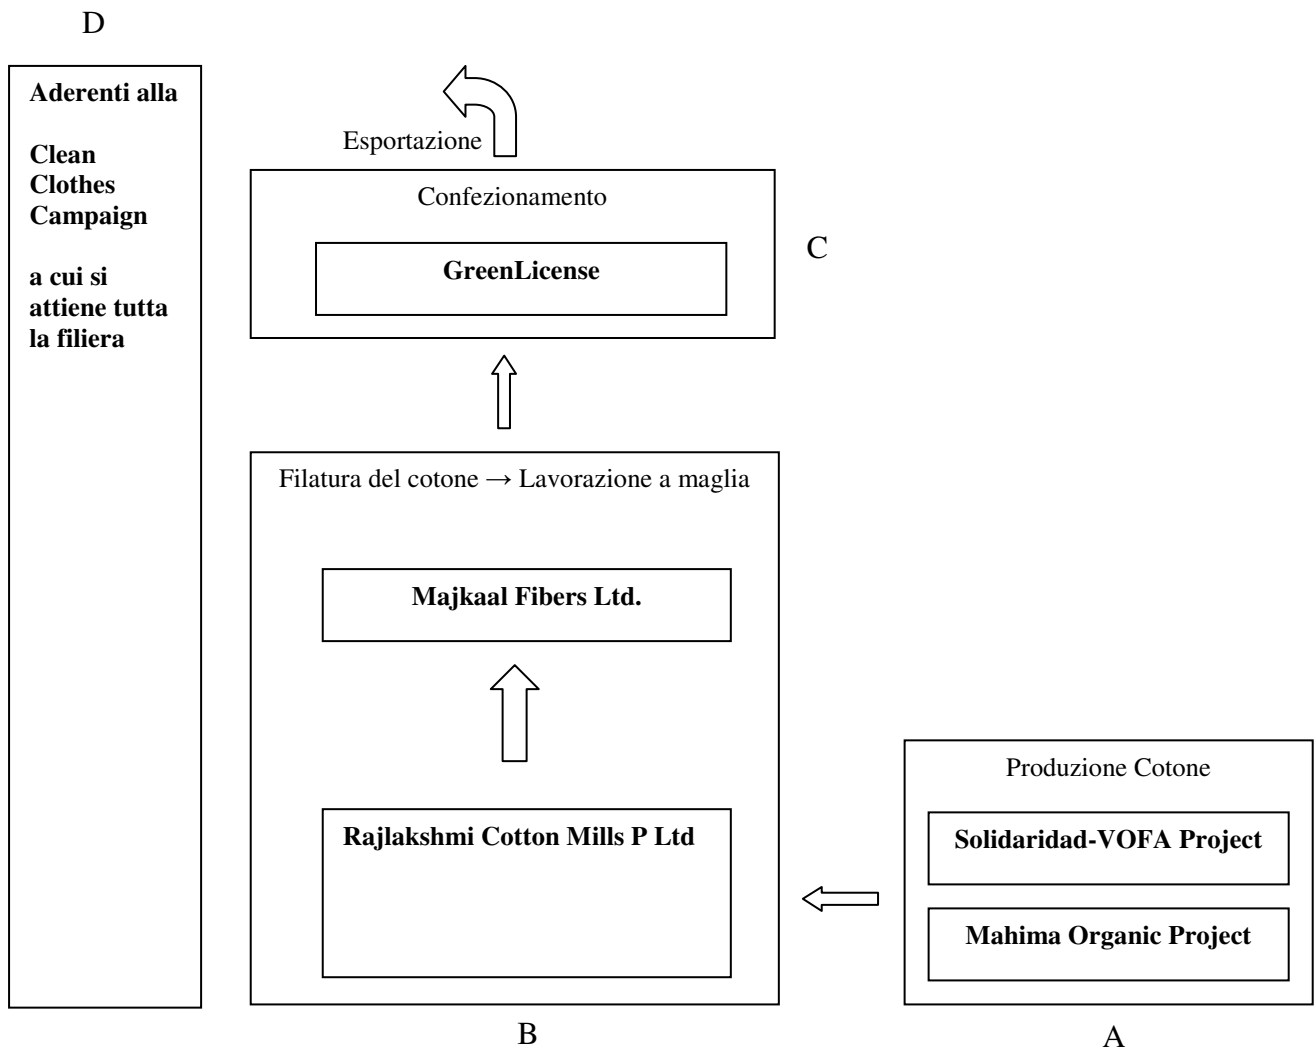 D
Aderenti alla
Clean
Clothes
Campaign
a cui si
attiene tutta
la filiera
Esportazione
Confezionamento
GreenLicense
C
Filatura del cotone → Lavorazione a maglia
Majkaal Fibers Ltd.
Rajlakshmi Cotton Mills P Ltd
B
Produzione Cotone
Solidaridad-VOFA Project
Mahima Organic Project
A